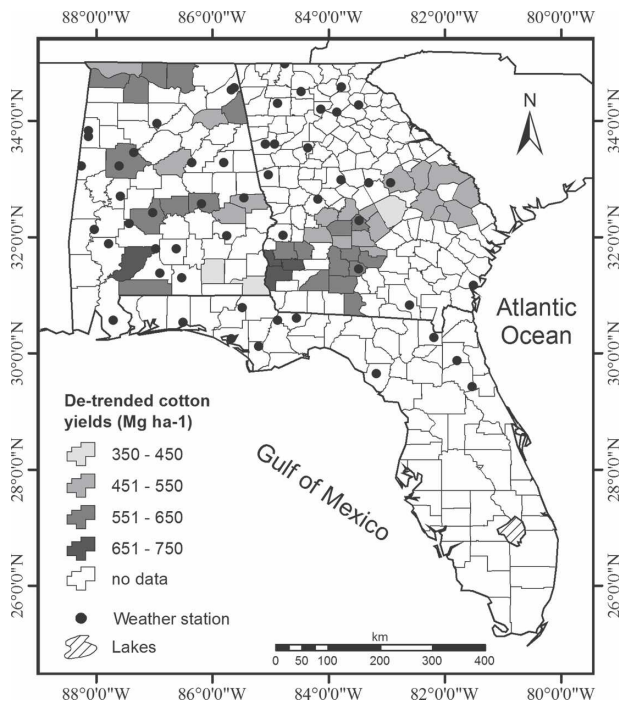 88°0'0"W 86°0'0"W 84°0'0"W 82°0'0"W 80°0'0"W
34°0'0"N 34°0'0"N
32°0'0"N 32°0'0"N
30°0'0"N 30°0'0"N
28°0'0"N 28°0'0"N
26°0'0"N 26°0'0"N
N
Atlantic
Ocean
Gulf of Mexico
De-trended cotton
yields (Mg ha-1)
350 - 450
451 - 550
551 - 650
651 - 750
no data
Weather station
Lakes
km
0 50 100 200 300 400
88°0'0"W 86°0'0"W 84°0'0"W 82°0'0"W 80°0'0"W